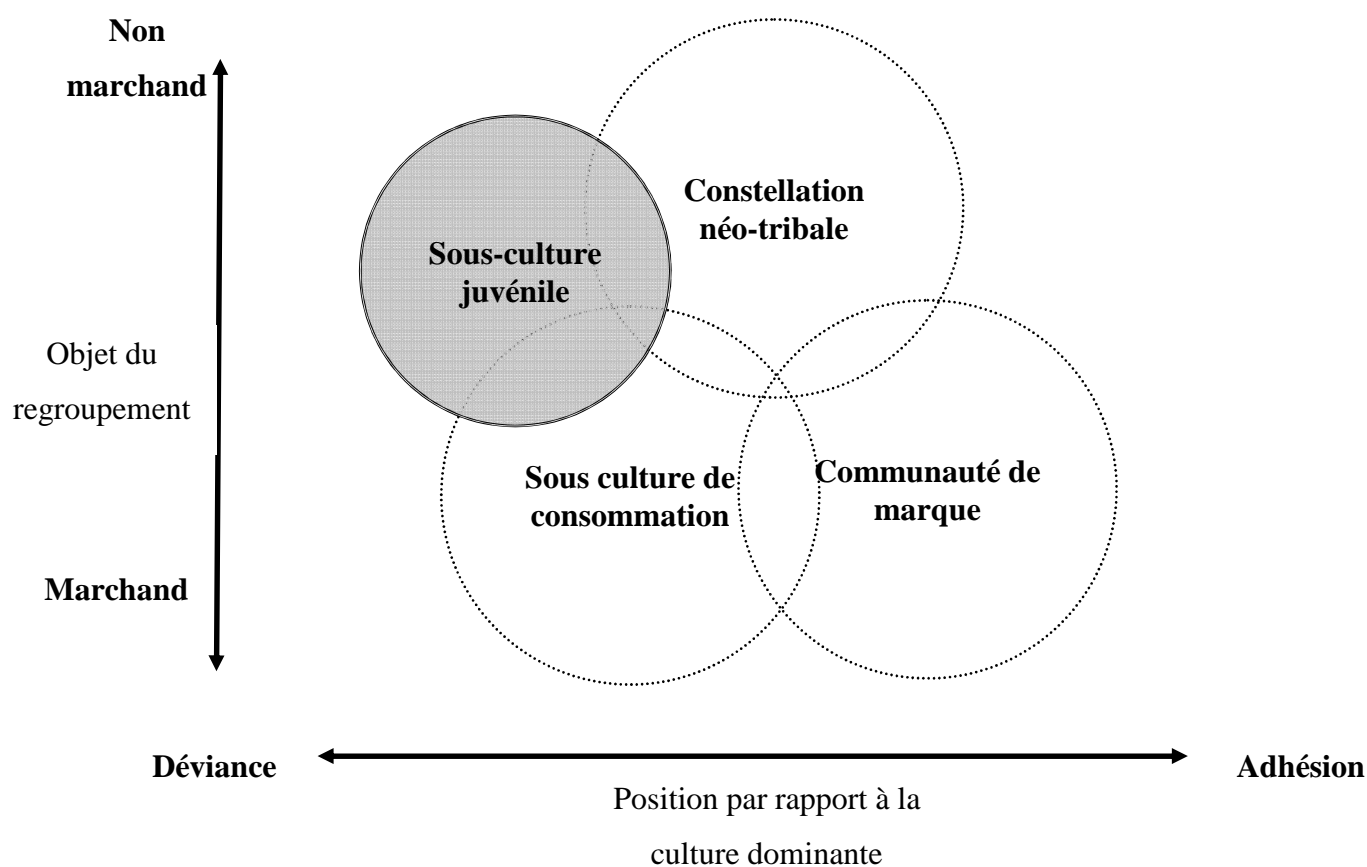 Non
marchand
Constellation
néo-tribale
Sous-culture
juvénile
Objet du
regroupement
Sous culture de
consommation
Communauté de
marque
Marchand
Déviance
Adhésion
Position par rapport à la
culture dominante